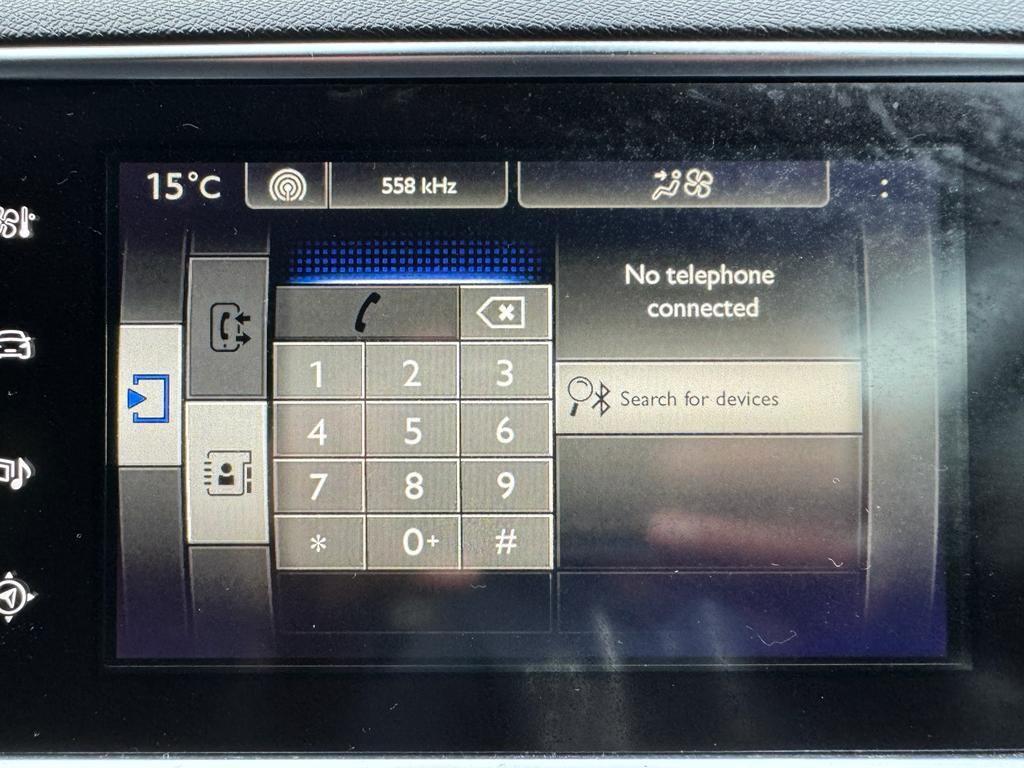 15°C
558 kHz
:
No telephone
connected
Search for devices
1 2 3
4 5 6
7 8 9
* 0+ #